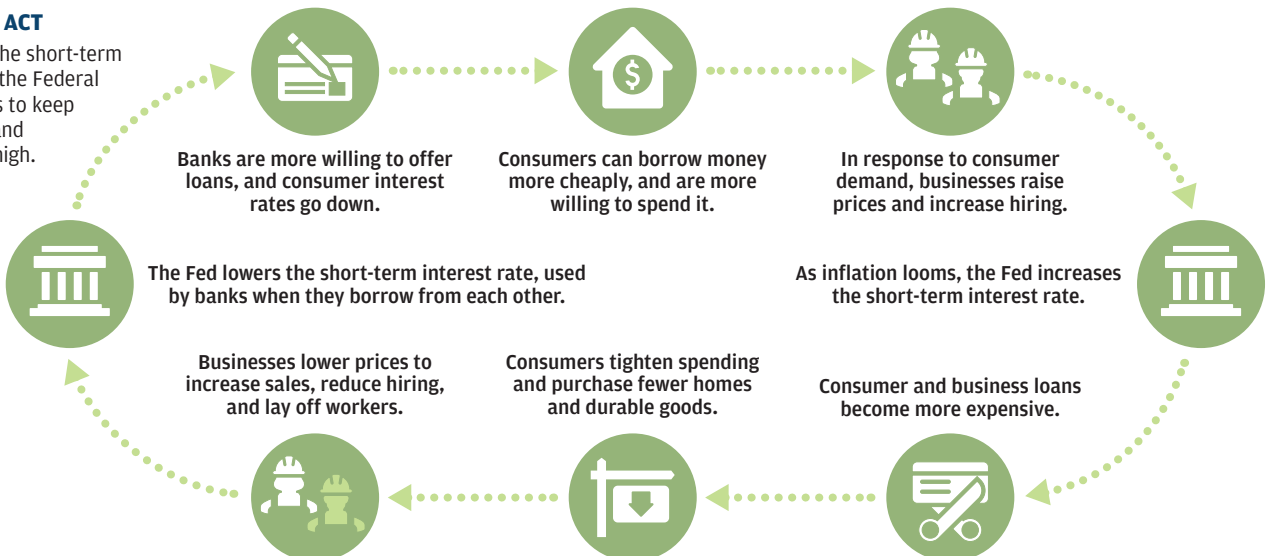 ACT
he short-term
the Federal
s to keep
and
high.
Banks are more willing to offer
loans, and consumer interest
rates go down.
Consumers can borrow money
more cheaply, and are more
willing to spend it.
In response to consumer
demand, businesses raise
prices and increase hiring.
The Fed lowers the short-term interest rate, used
by banks when they borrow from each other.
As inflation looms, the Fed increases
the short-term interest rate.
Businesses lower prices to
increase sales, reduce hiring,
and lay off workers.
Consumers tighten spending
and purchase fewer homes
and durable goods.
Consumer and business loans
become more expensive.
$